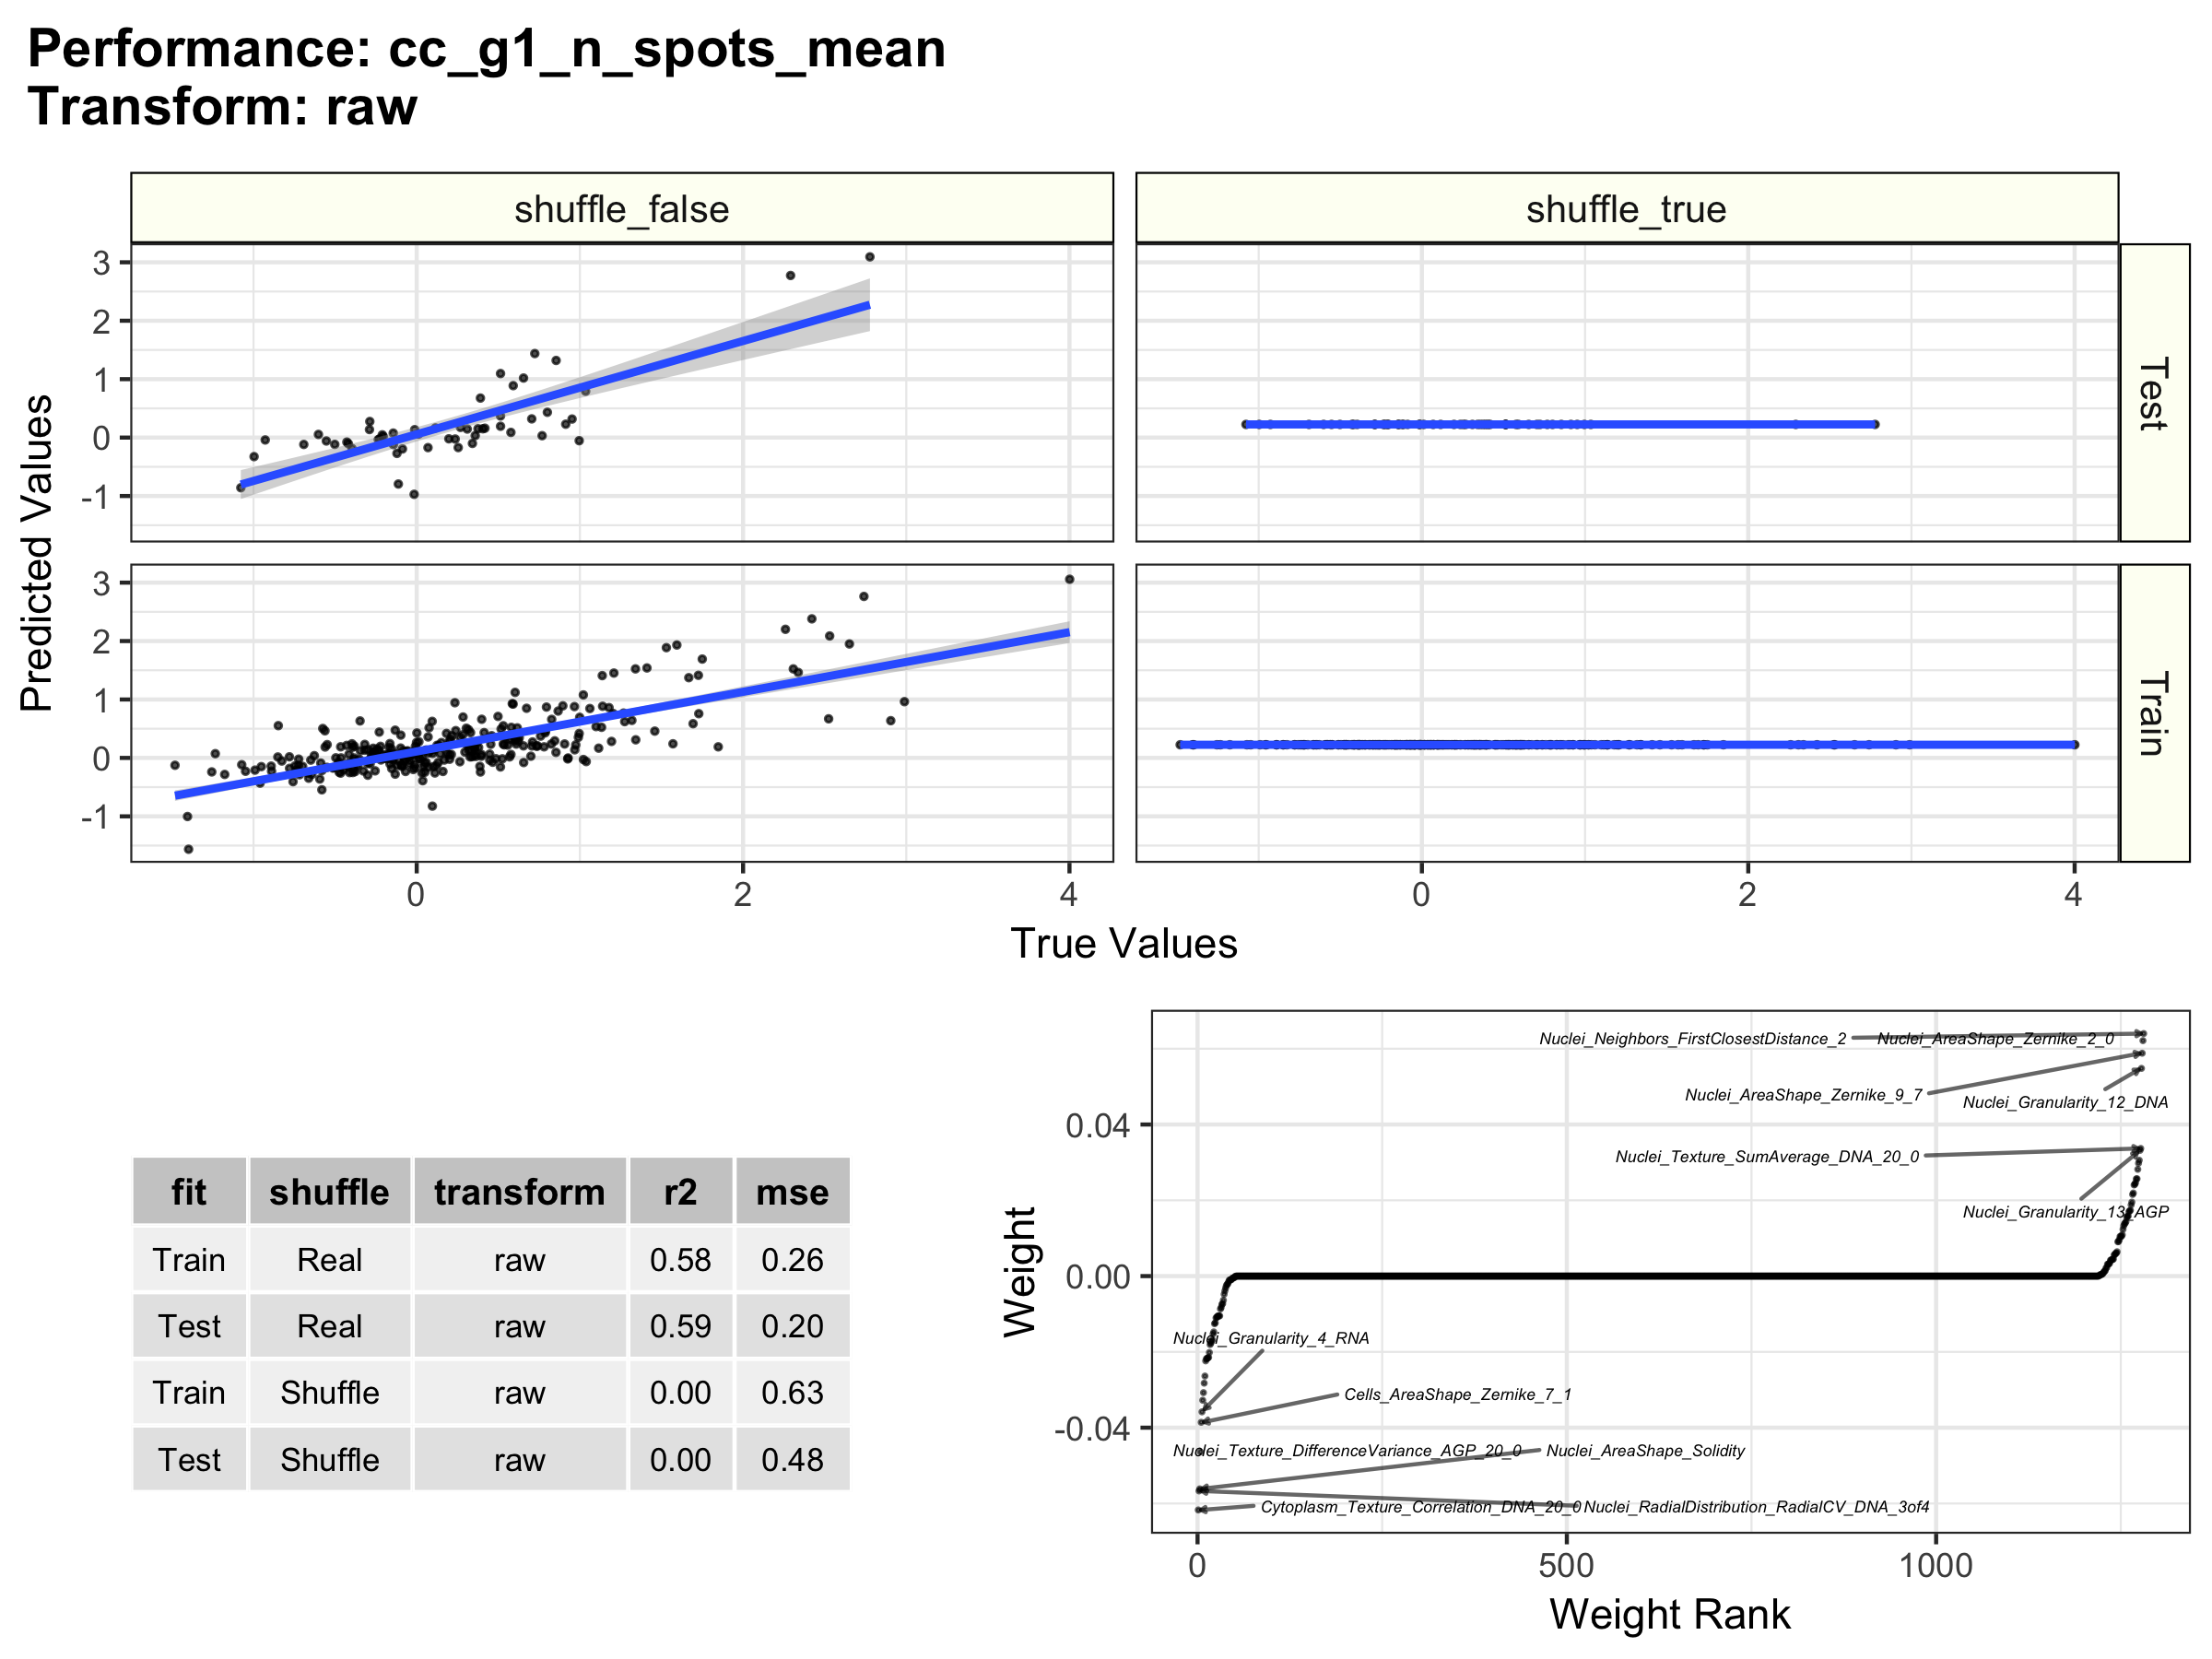 Performance: cc_g1_n_spots_mean
Transform: raw
shuffle_false
shuffle_true
3
2
1
0
-1
Test
3
2
1
0
-1
Train
Predicted Values
0
2
4
0
2
4
True Values
fit shuffle transform r2 mse
Train Real raw 0.58 0.26
Test Real raw 0.59 0.20
Train Shuffle raw 0.00 0.63
Test Shuffle raw 0.00 0.48
Weight
0.04
0.00
-0.04
Nuclei_Neighbors_FirstClosestDistance_2
Nuclei_AreaShape_Zernike_2_0
Nuclei_AreaShape_Zernike_9_7
Nuclei_Granularity_12_DNA
Nuclei_Texture_SumAverage_DNA_20_0
Nuclei_Granularity_13_AGP
Nuclei_Granularity_4_RNA
Cells_AreaShape_Zernike_7_1
Nuclei_Texture_DifferenceVariance_AGP_20_0
Nuclei_AreaShape_Solidity
Cytoplasm_Texture_Correlation_DNA_20_0
Nuclei_RadialDistribution_RadialCV_DNA_3of4
0
500
1000
Weight Rank